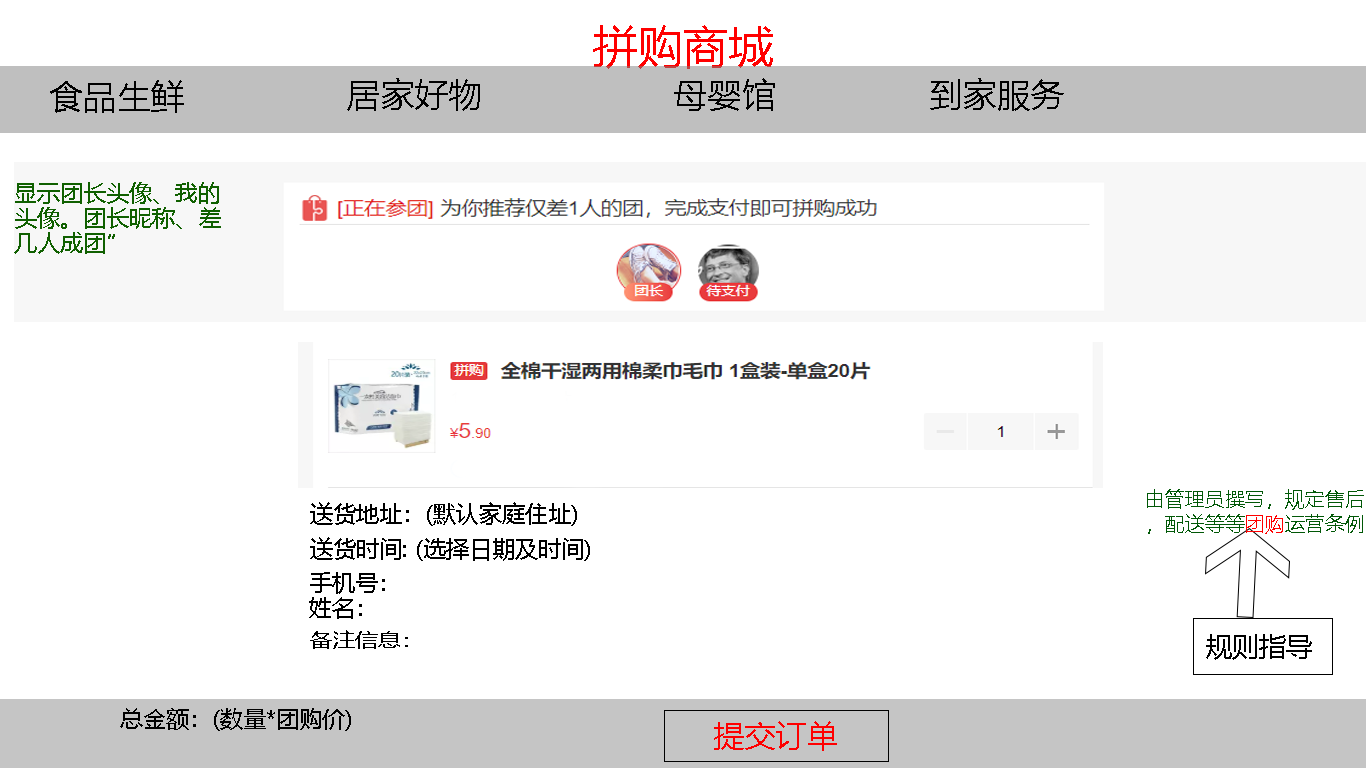 拼购商城
食品生鲜 居家好物 母婴馆 到家服务
显示团长头像、我的
头像。团长昵称、差
几人成团”
[正在参团] 为你推荐仅差1人的团，完成支付即可拼购成功
团长 待支付
拼购 全棉干湿两用棉柔巾毛巾 1盒装-单盒20片
¥5.90
1
送货地址：(默认家庭住址)
送货时间: (选择日期及时间)
手机号：
姓名：
备注信息：
由管理员撰写，规定售后
，配送等等团购运营条例
规则指导
总金额：(数量*团购价)
提交订单